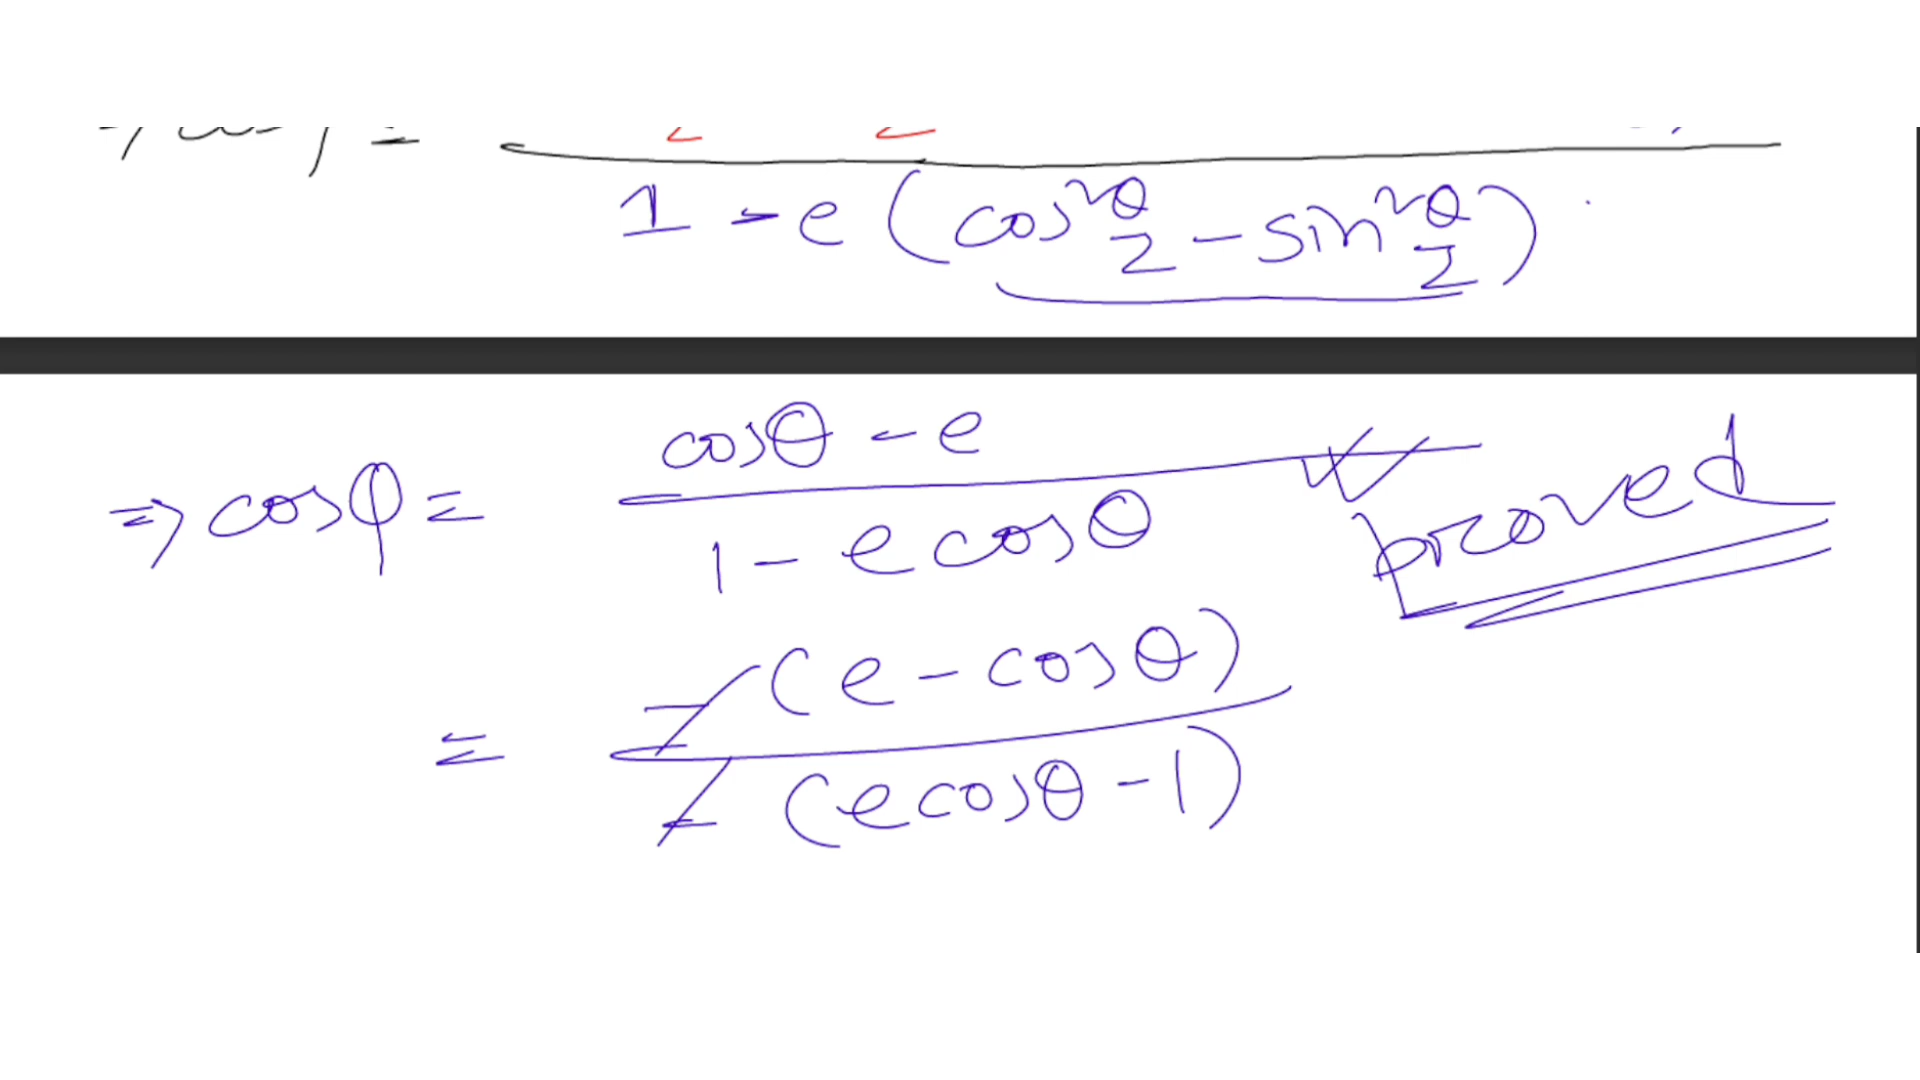 1 - e (cos²θ/2 - sin²θ/2)
⇒ cosφ = (cosθ - e)/(1 - e cosθ) proved
= -(e - cosθ)/-(e cosθ - 1)